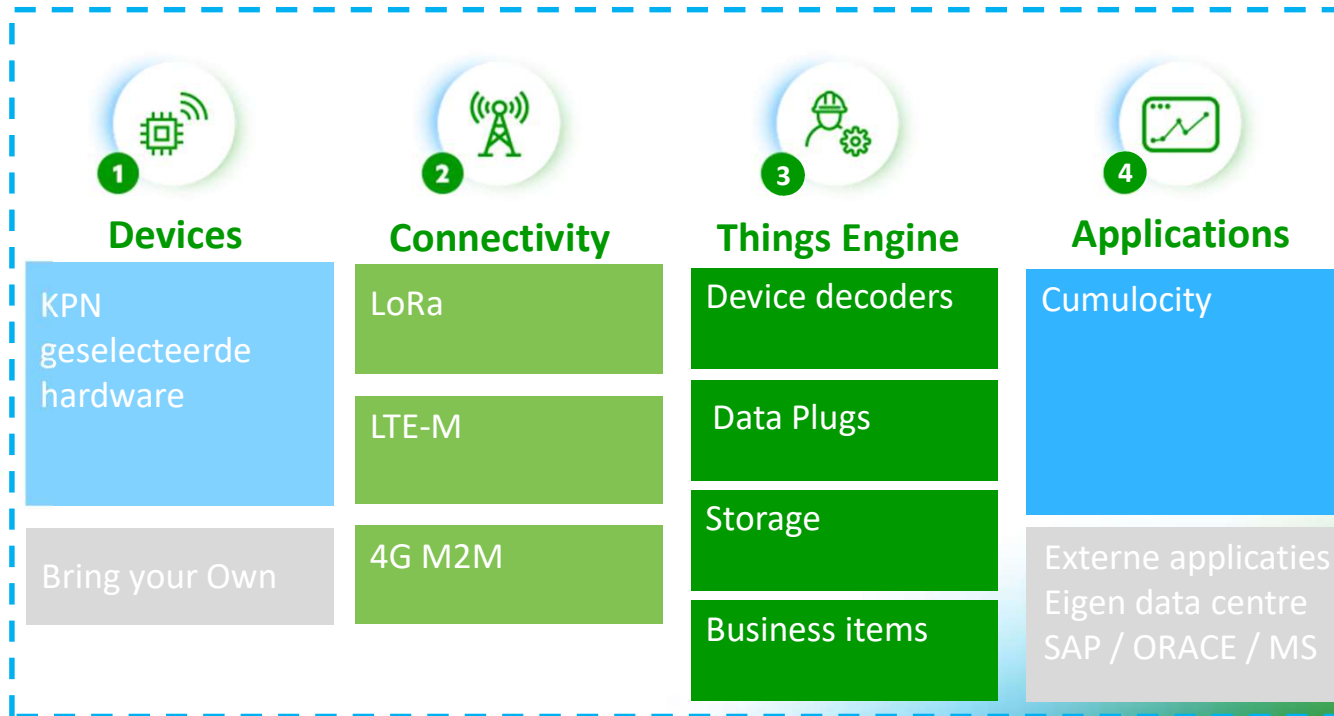 1
Devices
KPN
geselecteerde
hardware
Bring your Own
2
Connectivity
LoRa
LTE-M
4G M2M
3
Things Engine
Device decoders
Data Plugs
Storage
Business items
4
Applications
Cumulocity
Externe applicaties
Eigen data centre
SAP / ORACE / MS